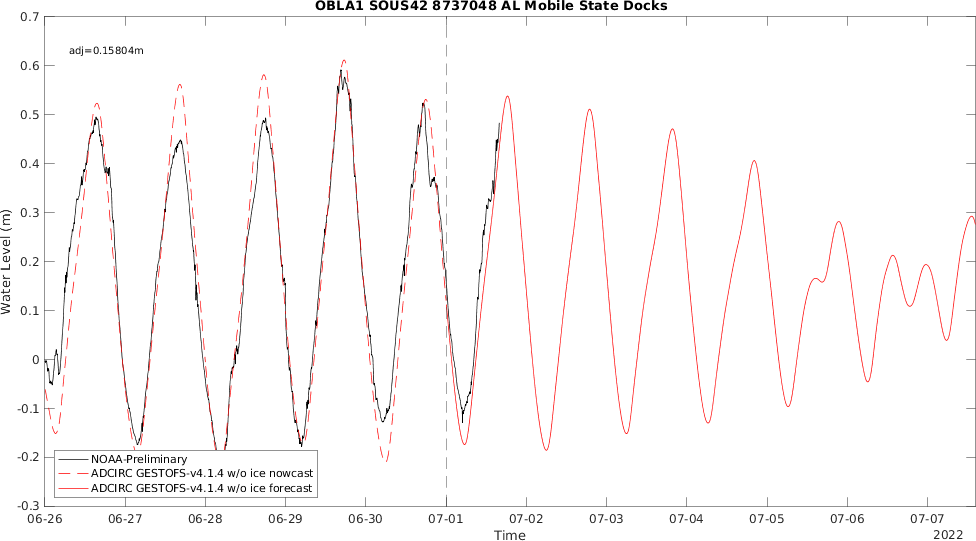 OBLA1 SOUS42 8737048 AL Mobile State Docks
adj=0.15804m
0.7
0.6
0.5
0.4
0.3
0.2
0.1
0
-0.1
-0.2
-0.3
Water Level (m)
NOAA-Preliminary
ADCIRC GESTOFS-v4.1.4 w/o ice nowcast
ADCIRC GESTOFS-v4.1.4 w/o ice forecast
06-26 06-27 06-28 06-29 06-30 07-01 07-02 07-03 07-04 07-05 07-06 07-07
Time
2022